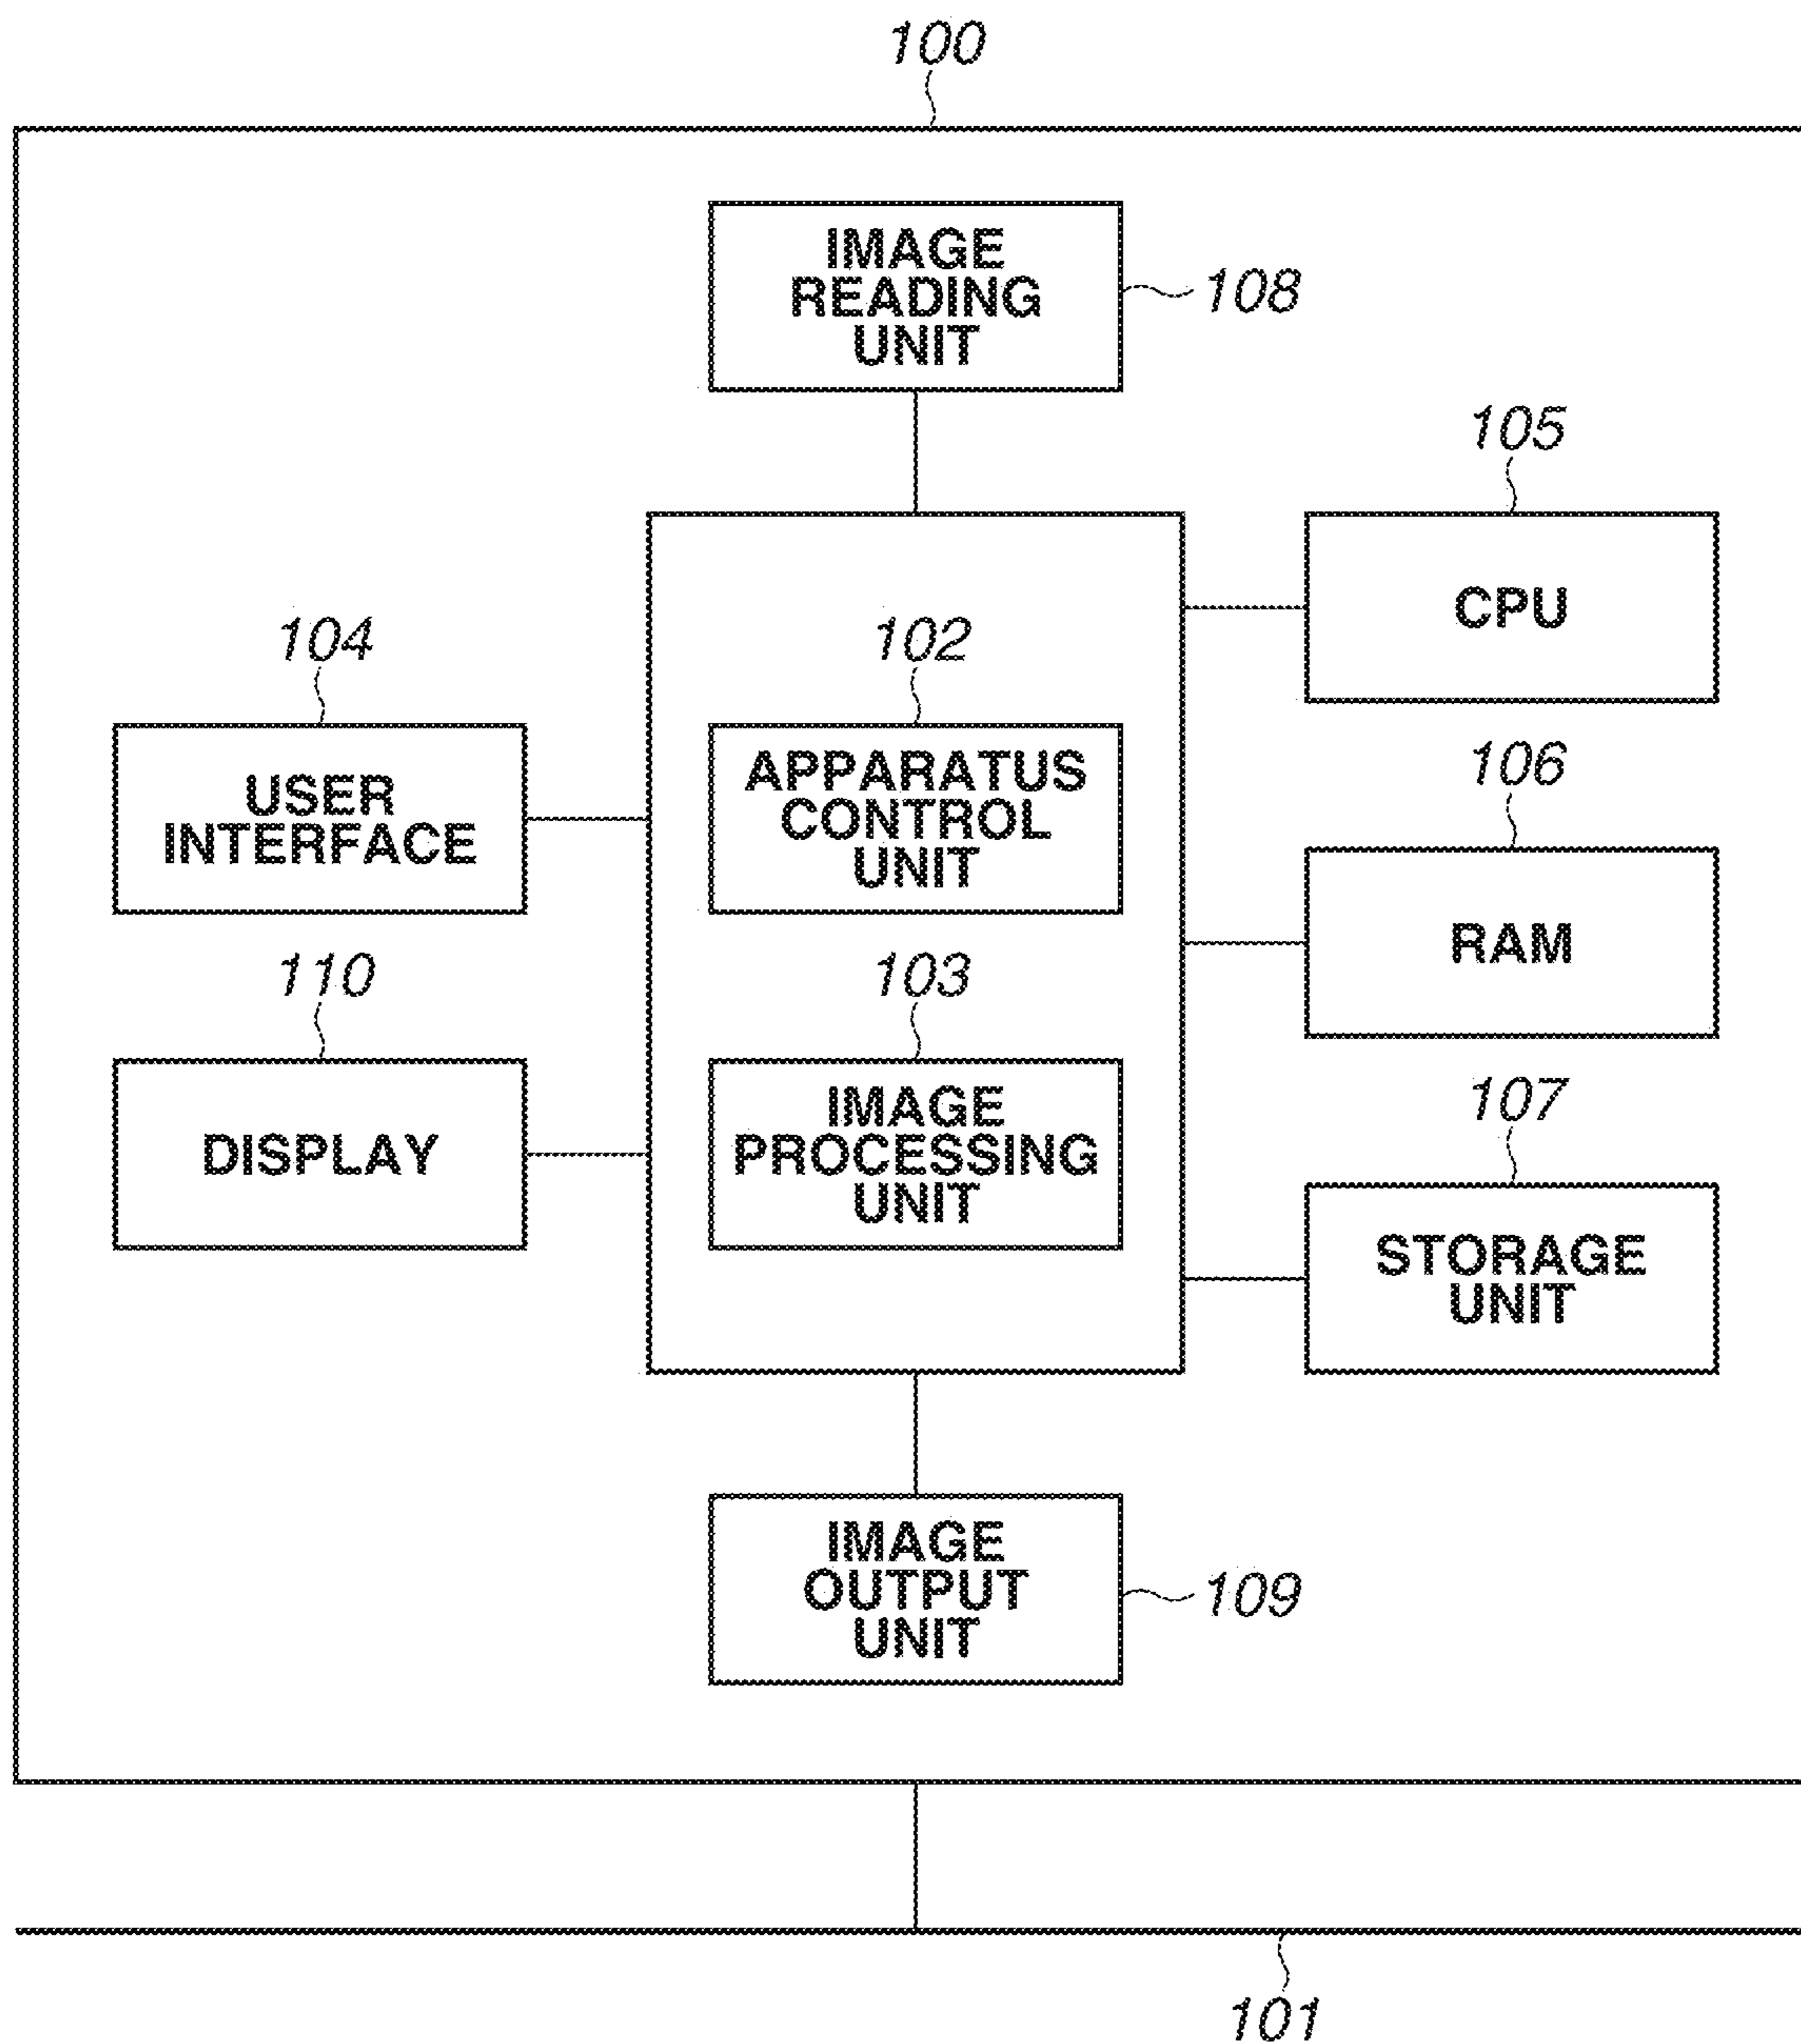 100
IMAGE
READING
UNIT
108
105
CPU
104
USER
INTERFACE
102
APPARATUS
CONTROL
UNIT
106
RAM
110
DISPLAY
103
IMAGE
PROCESSING
UNIT
107
STORAGE
UNIT
IMAGE
OUTPUT
UNIT
109
101